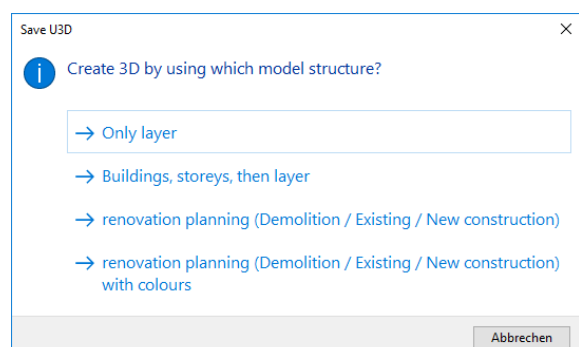 Save U3D
Create 3D by using which model structure?
Only layer
Buildings, storeys, then layer
renovation planning (Demolition / Existing / New construction)
renovation planning (Demolition / Existing / New construction)
with colours
Abbrechen